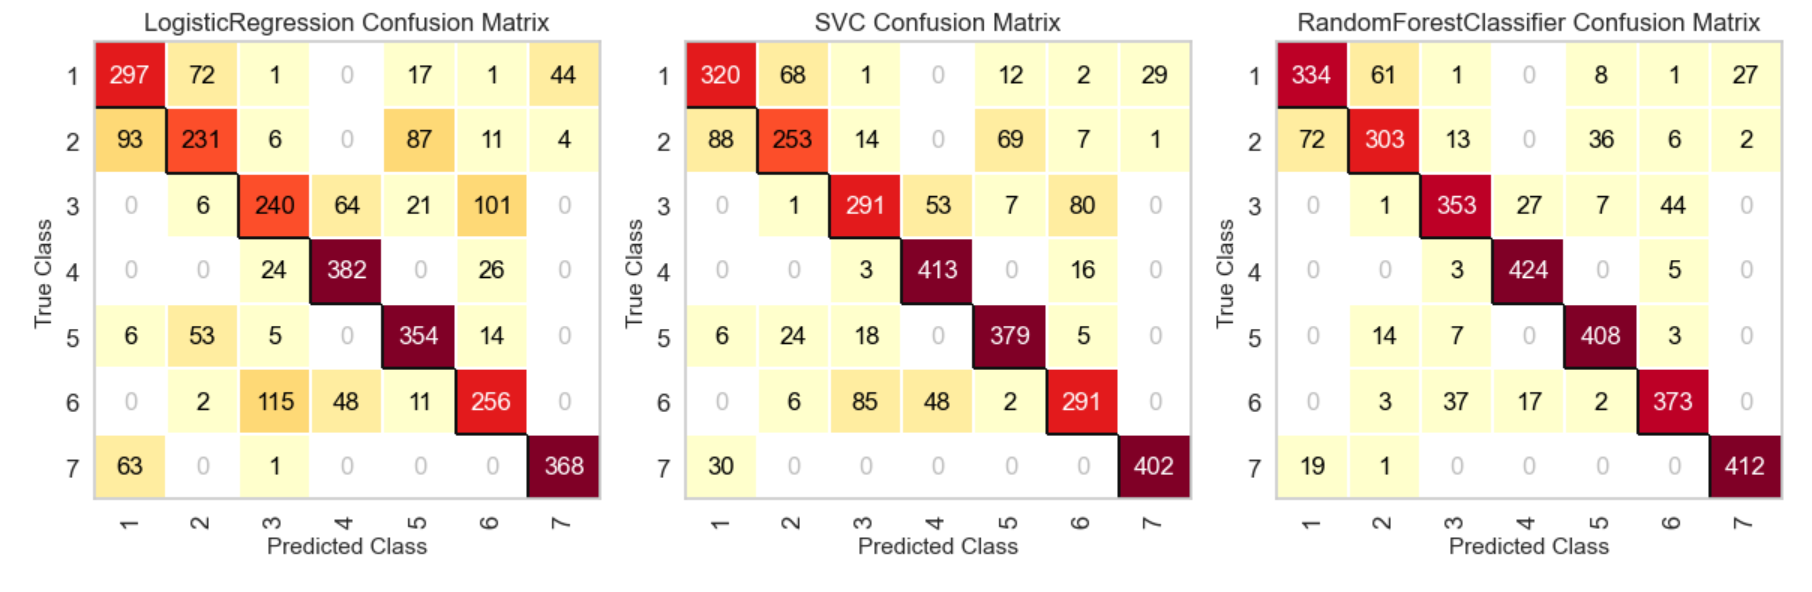 LogisticRegression Confusion Matrix
True Class
1 297 72 1 0 17 1 44
2 93 231 6 0 87 11 4
3 0 6 240 64 21 101 0
4 0 0 24 382 0 26 0
5 6 53 5 0 354 14 0
6 0 2 115 48 11 256 0
7 63 0 1 0 0 0 368
1 2 3 4 5 6 7
Predicted Class
SVC Confusion Matrix
True Class
1 320 68 1 0 12 2 29
2 88 253 14 0 69 7 1
3 0 1 291 53 7 80 0
4 0 0 3 413 0 16 0
5 6 24 18 0 379 5 0
6 0 6 85 48 2 291 0
7 30 0 0 0 0 0 402
1 2 3 4 5 6 7
Predicted Class
RandomForestClassifier Confusion Matrix
True Class
1 334 61 1 0 8 1 27
2 72 303 13 0 36 6 2
3 0 1 353 27 7 44 0
4 0 0 3 424 0 5 0
5 0 14 7 0 408 3 0
6 0 3 37 17 2 373 0
7 19 1 0 0 0 0 412
1 2 3 4 5 6 7
Predicted Class